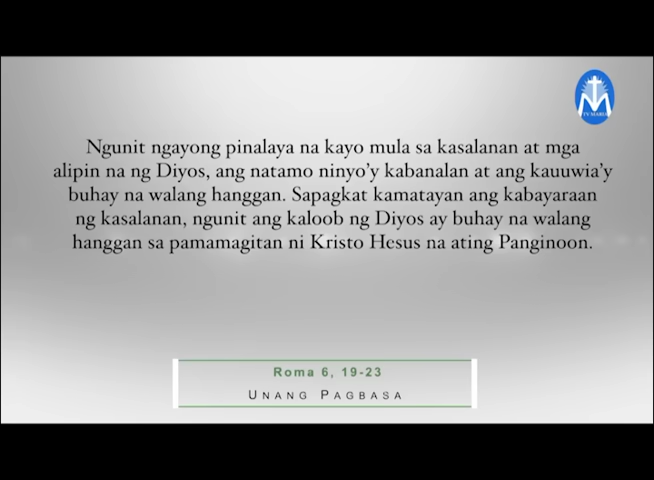 TV MARIA
Ngunit ngayong pinalaya na kayo mula sa kasalanan at mga
alipin na ng Diyos, ang natamo ninyo’y kabanalan at ang kauuwia’y
buhay na walang hanggan. Sapagkat kamatayan ang kabayaraan
ng kasalanan, ngunit ang kaloob ng Diyos ay buhay na walang
hanggan sa pamamagitan ni Kristo Hesus na ating Panginoon.
Roma 6, 19-23
UNANG PAGBASA